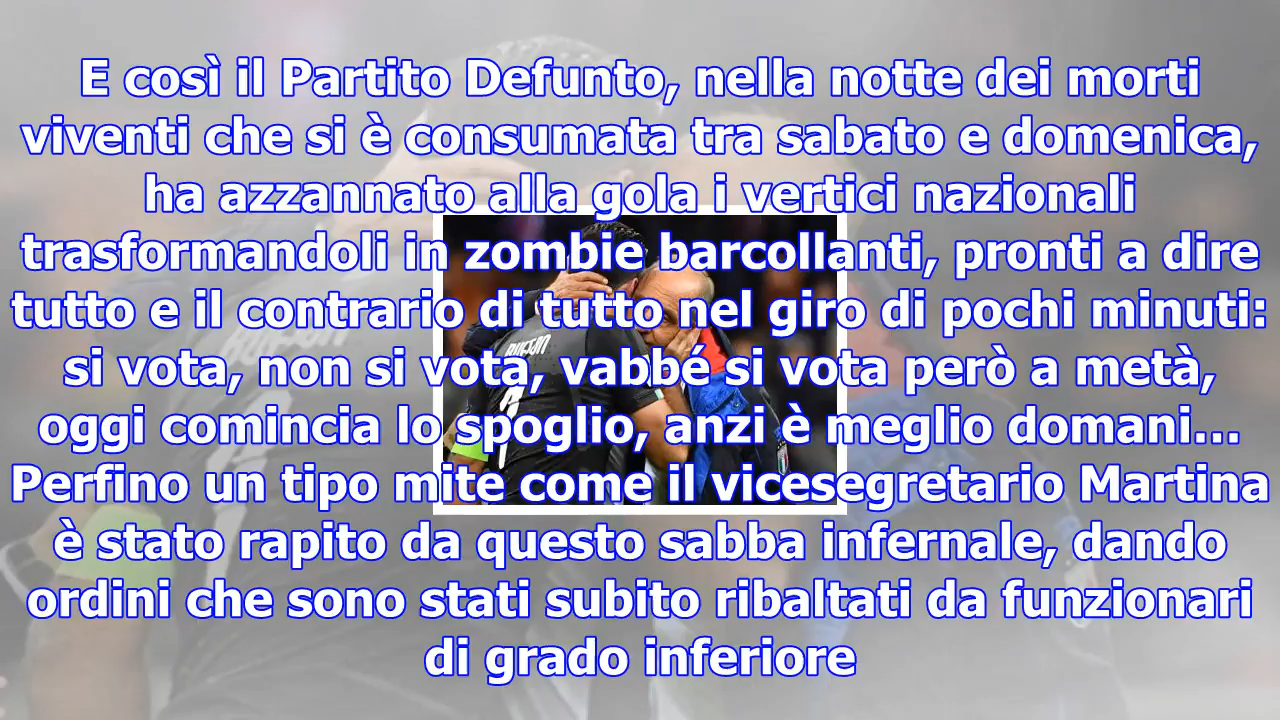 E così il Partito Defunto, nella notte dei morti
viventi che si è consumata tra sabato e domenica,
ha azzannato alla gola i vertici nazionali
trasformandoli in zombie barcollanti, pronti a dire
tutto e il contrario di tutto nel giro di pochi minuti:
si vota, non si vota, vabbé si vota però a metà,
oggi comincia lo spoglio, anzi è meglio domani...
Perfino un tipo mite come il vicesegretario Martina
è stato rapito da questo sabba infernale, dando
ordini che sono stati subito ribaltati da funzionari
di grado inferiore
BUFFON
1